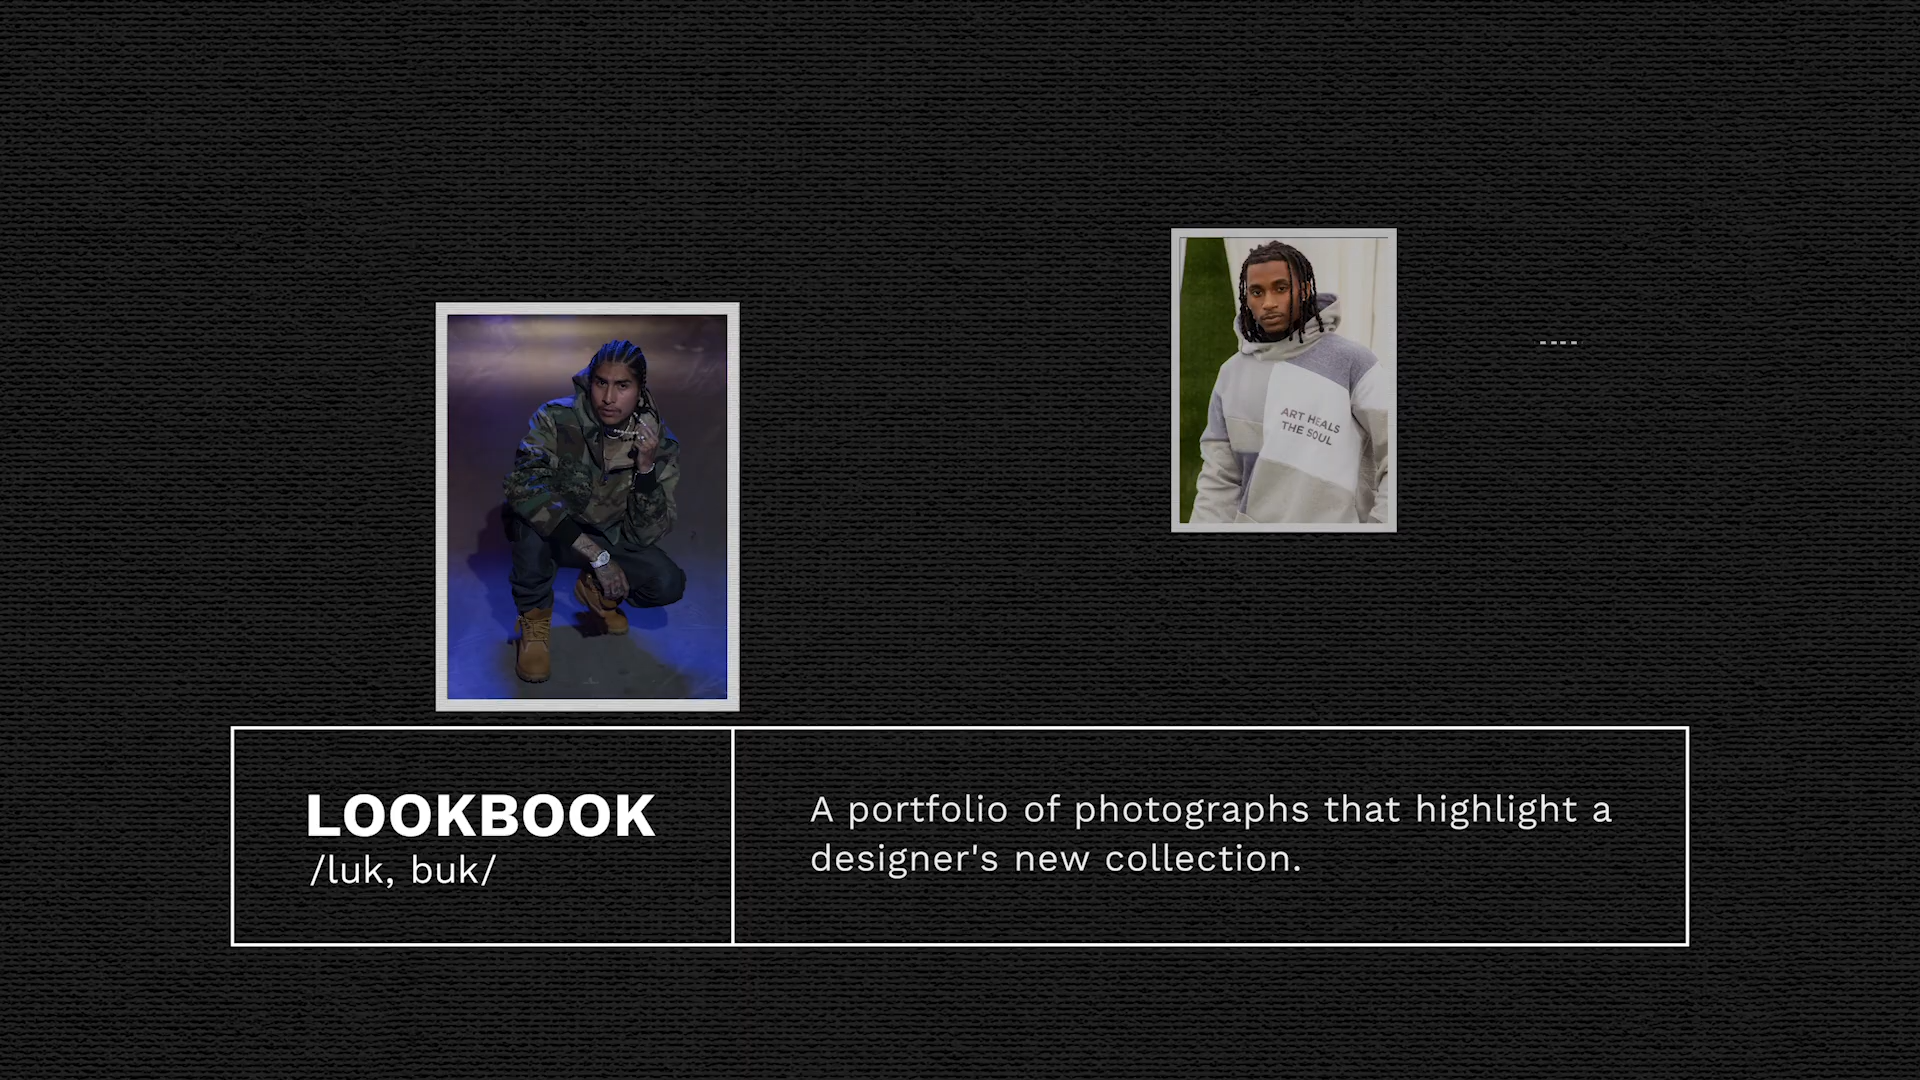 ART HEALS
THE SOUL
LOOKBOOK
/luk, buk/
A portfolio of photographs that highlight a
designer's new collection.